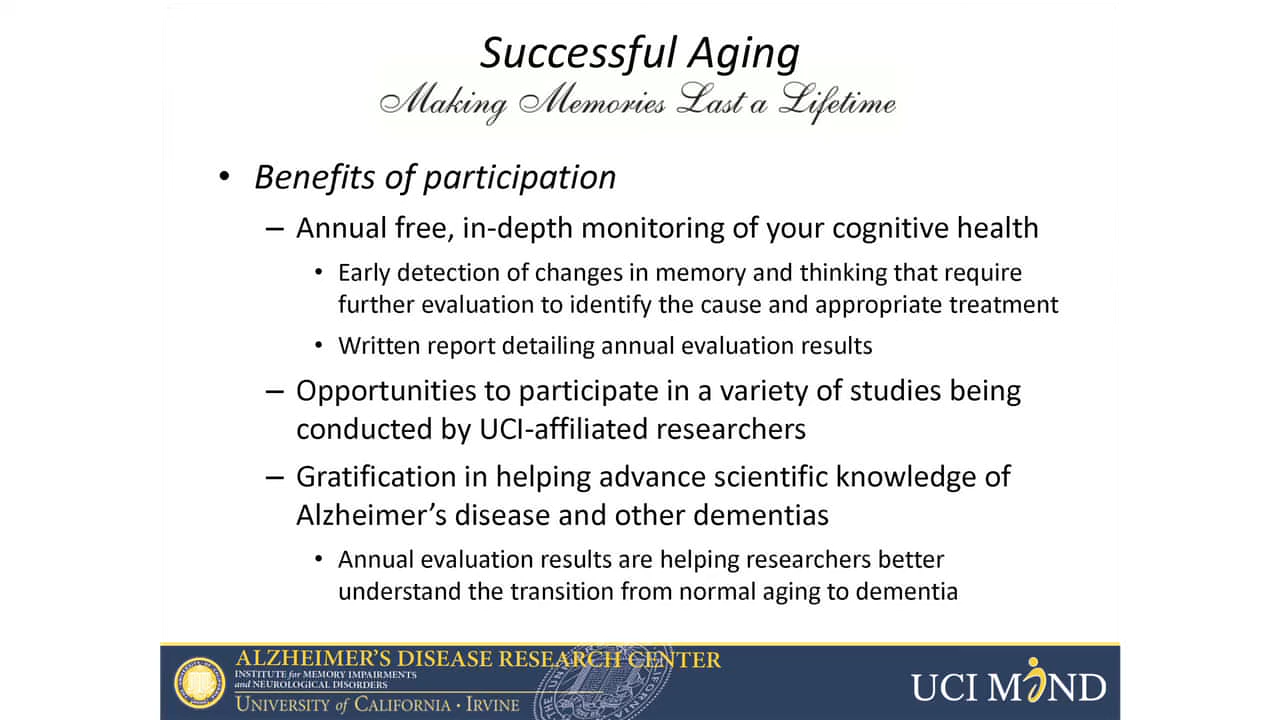 Successful Aging
Making Memories Last a Lifetime
• Benefits of participation
– Annual free, in-depth monitoring of your cognitive health
• Early detection of changes in memory and thinking that require
further evaluation to identify the cause and appropriate treatment
• Written report detailing annual evaluation results
– Opportunities to participate in a variety of studies being
conducted by UCI-affiliated researchers
– Gratification in helping advance scientific knowledge of
Alzheimer’s disease and other dementias
• Annual evaluation results are helping researchers better
understand the transition from normal aging to dementia
ALZHEIMER’S DISEASE RESEARCH CENTER
INSTITUTE for MEMORY IMPAIRMENTS
and NEUROLOGICAL DISORDERS
UNIVERSITY of CALIFORNIA · IRVINE
UCI MIND